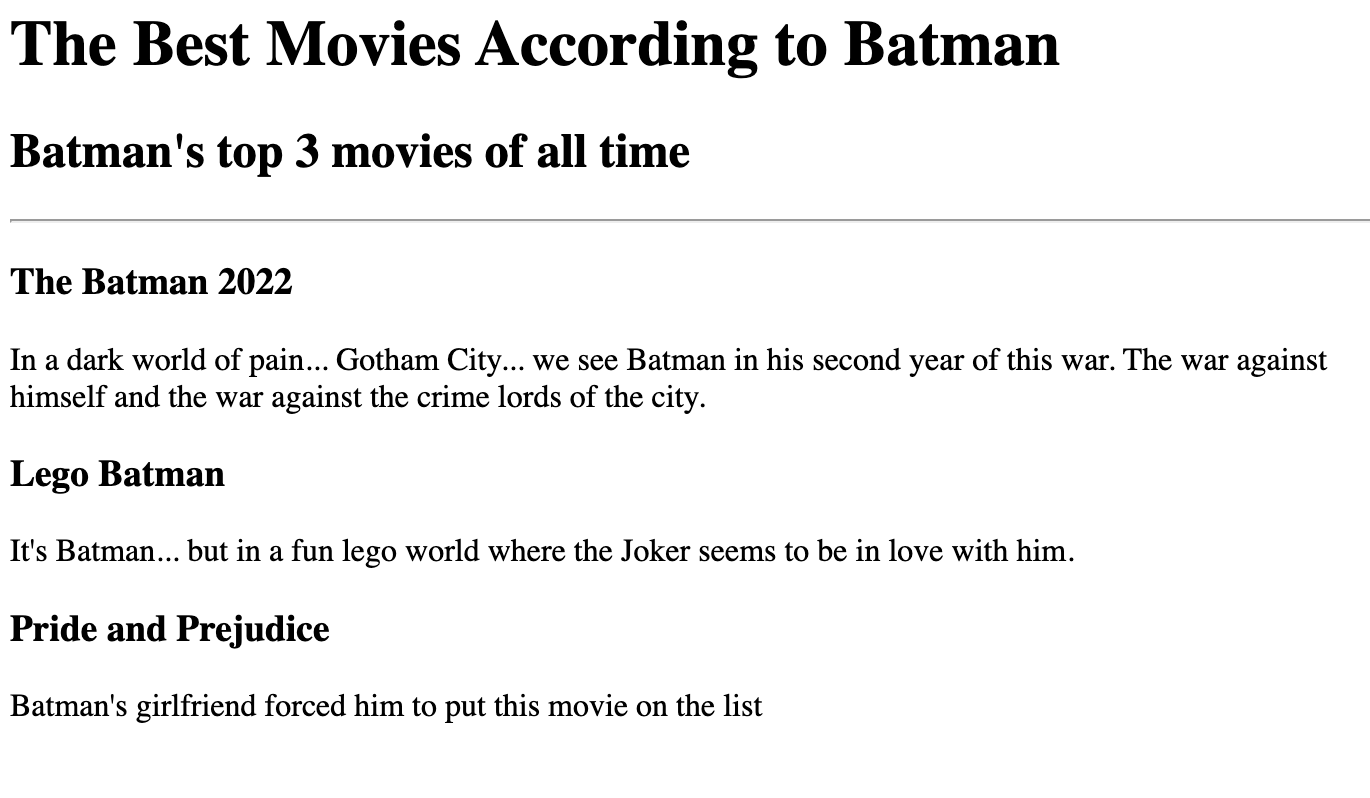 The Best Movies According to Batman
Batman's top 3 movies of all time
The Batman 2022
In a dark world of pain... Gotham City... we see Batman in his second year of this war. The war against
himself and the war against the crime lords of the city.
Lego Batman
It's Batman... but in a fun lego world where the Joker seems to be in love with him.
Pride and Prejudice
Batman's girlfriend forced him to put this movie on the list